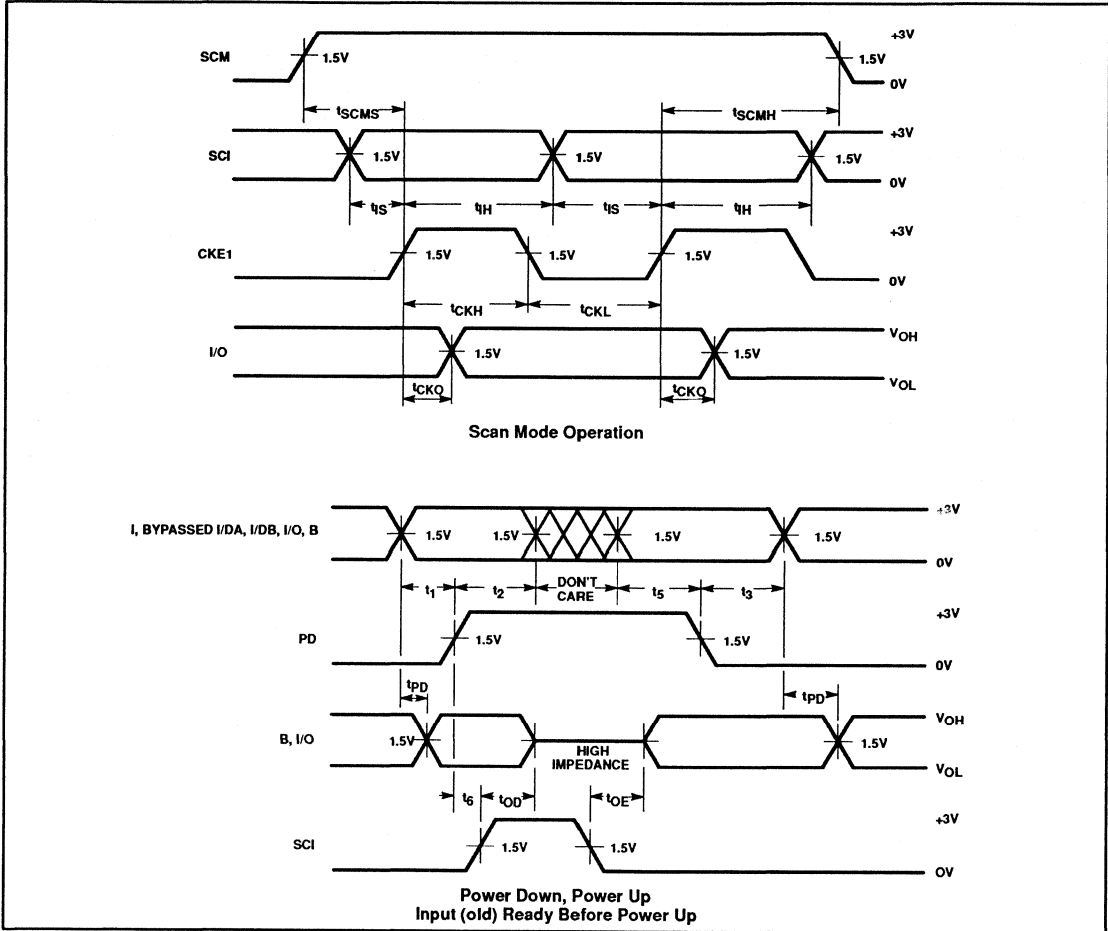 SCM 1.5V 1.5V +3V 0V
tSCMS tSCMH
SCI 1.5V 1.5V 1.5V +3V 0V
tIS tIH tIS tIH
CKE1 1.5V 1.5V 1.5V +3V 0V
tCKH tCKL
I/O 1.5V 1.5V VOH VOL
tCKO tCKO
Scan Mode Operation
I, BYPASSED I/DA, I/DB, I/O, B 1.5V 1.5V 1.5V 1.5V +3V 0V
t1 t2 DON'T CARE t5 t3
PD 1.5V 1.5V +3V 0V
tPD tPD
B, I/O 1.5V HIGH IMPEDANCE 1.5V VOH VOL
t6 tOD tOE
SCI 1.5V 1.5V +3V 0V
Power Down, Power Up
Input (old) Ready Before Power Up